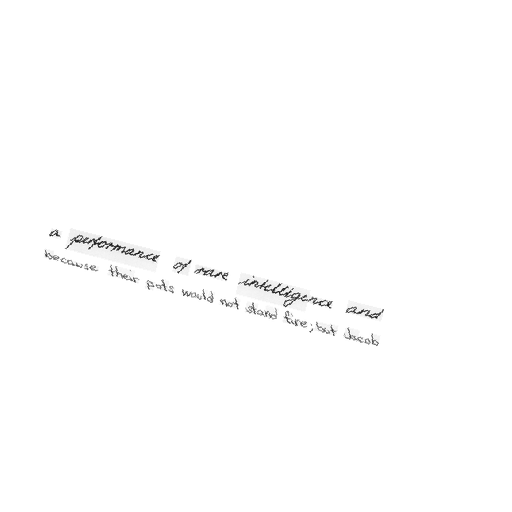 a performance of rare intelligence and
because their pots would not stand fire; but Jacob